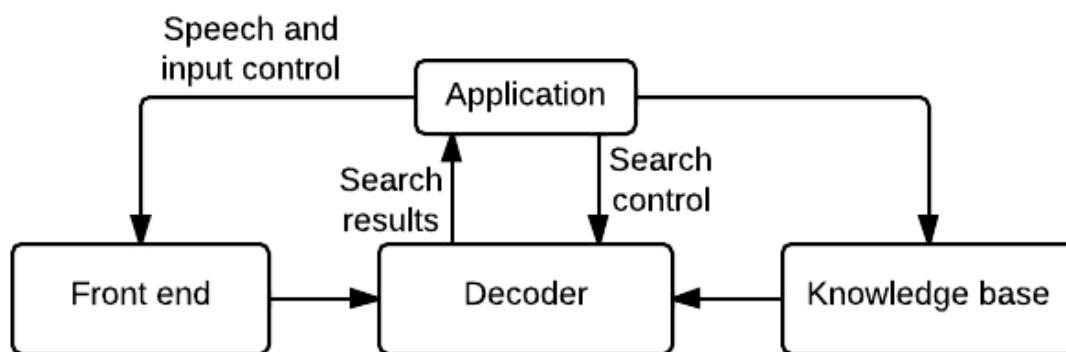 Speech and
input control
Application
Search
results
Search
control
Front end
Decoder
Knowledge base